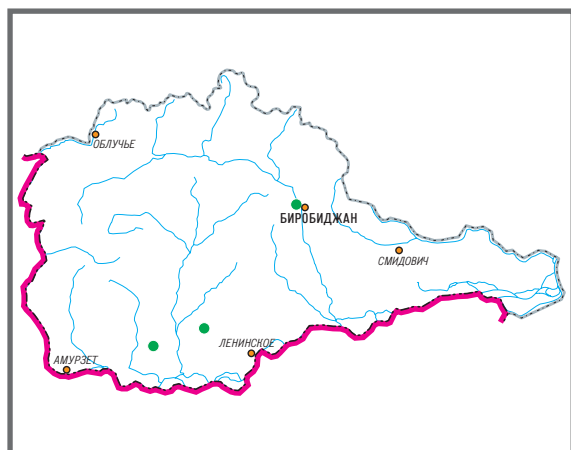 ОБЛУЧЬЕ
БИРОБИДЖАН
СМИДОВИЧ
ЛЕНИНСКОЕ
АМУРЗЕТ